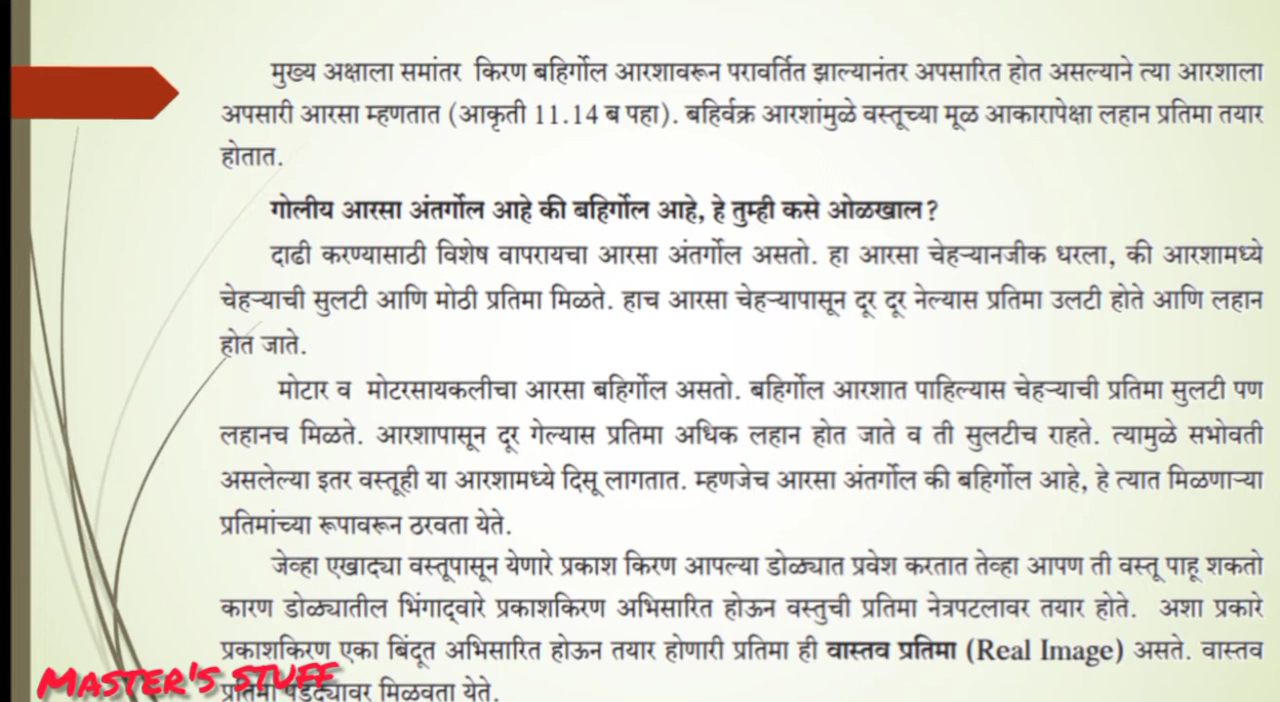 मुख्य अक्षाला समांतर किरण बहिर्गोल आरशावरून परावर्तित झाल्यानंतर अपसारित होत असल्याने त्या आरशाला
अपसारी आरसा म्हणतात (आकृती 11.14 ब पहा). बहिर्वक्र आरशांमुळे वस्तूच्या मूळ आकारापेक्षा लहान प्रतिमा तयार
होतात.
गोलीय आरसा अंतर्गोल आहे की बहिर्गोल आहे, हे तुम्ही कसे ओळखाल?
दाढी करण्यासाठी विशेष वापरायचा आरसा अंतर्गोल असतो. हा आरसा चेहऱ्यानजीक धरला, की आरशामध्ये
चेहऱ्याची सुलटी आणि मोठी प्रतिमा मिळते. हाच आरसा चेहऱ्यापासून दूर दूर नेल्यास प्रतिमा उलटी होते आणि लहान
होत जाते.
मोटार व मोटरसायकलीचा आरसा बहिर्गोल असतो. बहिर्गोल आरशात पाहिल्यास चेहऱ्याची प्रतिमा सुलटी पण
लहानच मिळते. आरशापासून दूर गेल्यास प्रतिमा अधिक लहान होत जाते व ती सुलटीच राहते. त्यामुळे सभोवती
असलेल्या इतर वस्तूही या आरशामध्ये दिसू लागतात. म्हणजेच आरसा अंतर्गोल की बहिर्गोल आहे, हे त्यात मिळणाऱ्या
प्रतिमांच्या रूपावरून ठरवता येते.
जेव्हा एखाद्या वस्तूपासून येणारे प्रकाश किरण आपल्या डोळ्यात प्रवेश करतात तेव्हा आपण ती वस्तू पाहू शकतो
कारण डोळ्यातील भिंगाद्वारे प्रकाशकिरण अभिसारित होऊन वस्तुची प्रतिमा नेत्रपटलावर तयार होते. अशा प्रकारे
प्रकाशकिरण एका बिंदूत अभिसारित होऊन तयार होणारी प्रतिमा ही वास्तव प्रतिमा (Real Image) असते. वास्तव
प्रतिमा पडद्यावर मिळवता येते.
MASTER'S STUFF